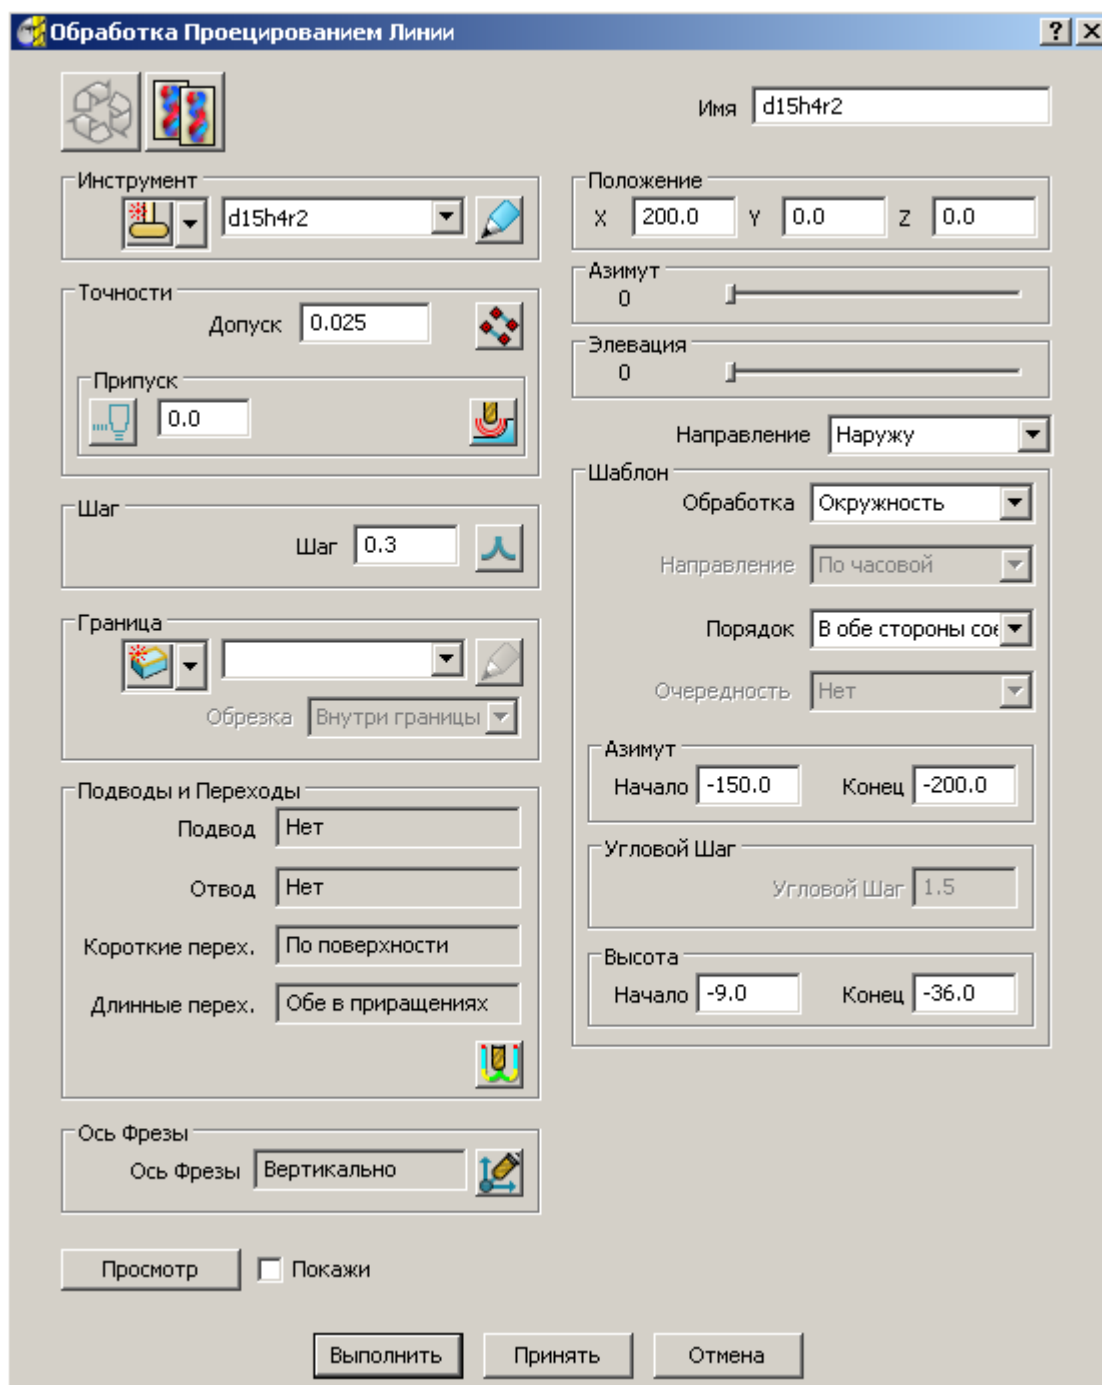 Обработка Проецированием Линии
Имя d15h4r2
Инструмент
d15h4r2
Точности
Допуск 0.025
Припуск
0.0
Шаг
Шаг 0.3
Граница
Обрезка Внутри границы
Подводы и Переходы
Подвод Нет
Отвод Нет
Короткие перех. По поверхности
Длинные перех. Обе в приращениях
Ось Фрезы
Ось Фрезы Вертикально
Просмотр Покажи
Положение
X 200.0 Y 0.0 Z 0.0
Азимут
0
Элевация
0
Направление Наружу
Шаблон
Обработка Окружность
Направление По часовой
Порядок В обе стороны сое
Очередность Нет
Азимут
Начало -150.0 Конец -200.0
Угловой Шаг
Угловой Шаг 1.5
Высота
Начало -9.0 Конец -36.0
Выполнить Принять Отмена